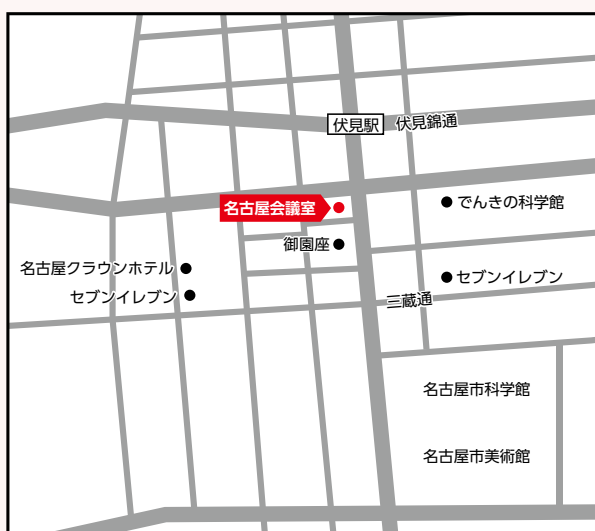 伏見駅
伏見錦通
名古屋会議室
でんきの科学館
御園座
名古屋クラウンホテル
セブンイレブン
セブンイレブン
三蔵通
名古屋市科学館
名古屋市美術館